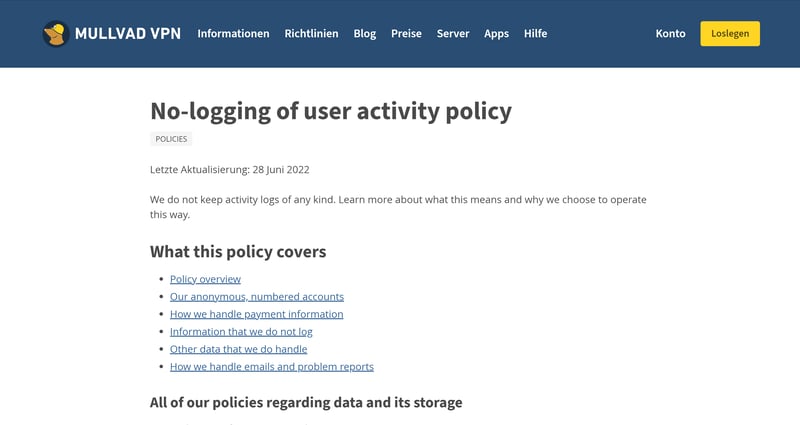 MULLVAD VPN Informationen Richtlinien Blog Preise Server Apps Hilfe Konto Loslegen
No-logging of user activity policy
POLICIES
Letzte Aktualisierung: 28 Juni 2022
We do not keep activity logs of any kind. Learn more about what this means and why we choose to operate
this way.
What this policy covers
Policy overview
Our anonymous, numbered accounts
How we handle payment information
Information that we do not log
Other data that we do handle
How we handle emails and problem reports
All of our policies regarding data and its storage